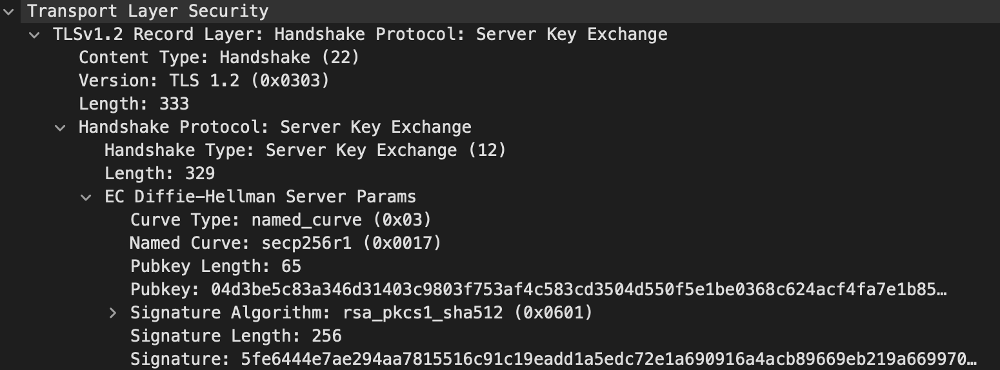 Transport Layer Security
TLSv1.2 Record Layer: Handshake Protocol: Server Key Exchange
Content Type: Handshake (22)
Version: TLS 1.2 (0x0303)
Length: 333
Handshake Protocol: Server Key Exchange
Handshake Type: Server Key Exchange (12)
Length: 329
EC Diffie-Hellman Server Params
Curve Type: named_curve (0x03)
Named Curve: secp256r1 (0x0017)
Pubkey Length: 65
Pubkey: 04d3be5c83a346d31403c9803f753af4c583cd3504d550f5e1be0368c624acf4fa7e1b85…
Signature Algorithm: rsa_pkcs1_sha512 (0x0601)
Signature Length: 256
Signature: 5fe6444e7ae294aa7815516c91c19eadd1a5edc72e1a690916a4acb89669eb219a669970…